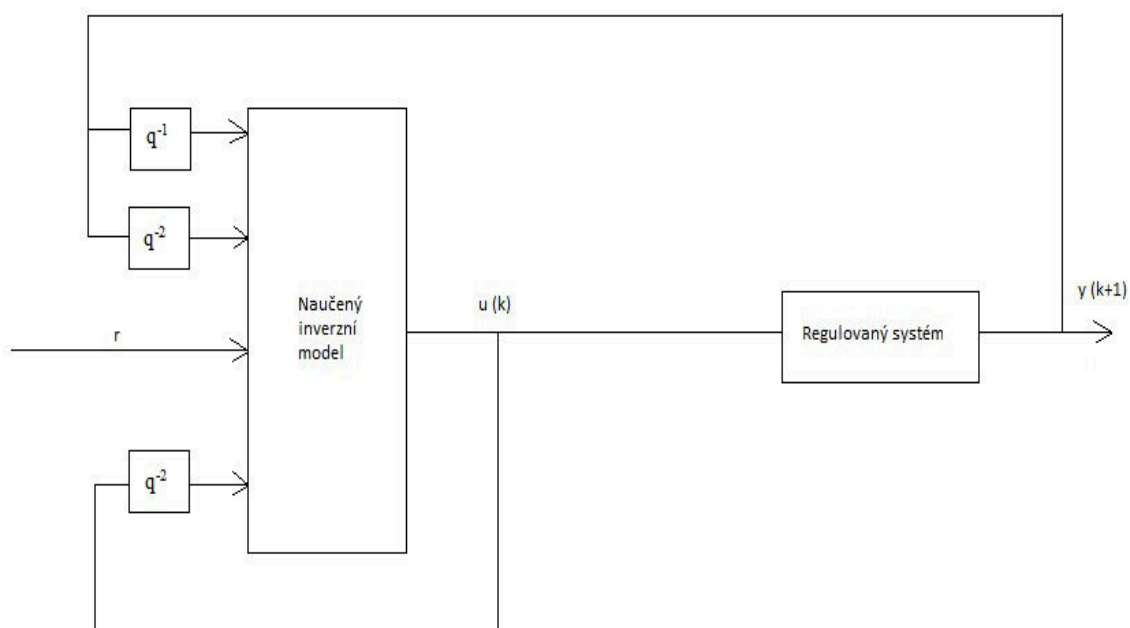 q⁻¹
q⁻²
r
q⁻²
Naučený
inverzní
model
u (k)
Regulovaný systém
y (k+1)